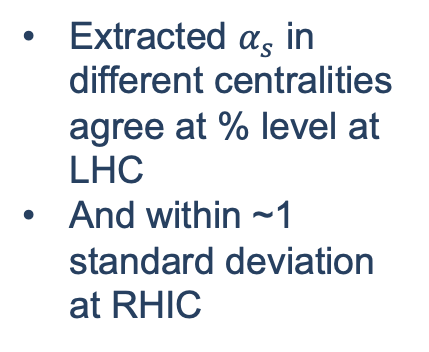 • Extracted αₛ in
different centralities
agree at % level at
LHC
• And within ~1
standard deviation
at RHIC